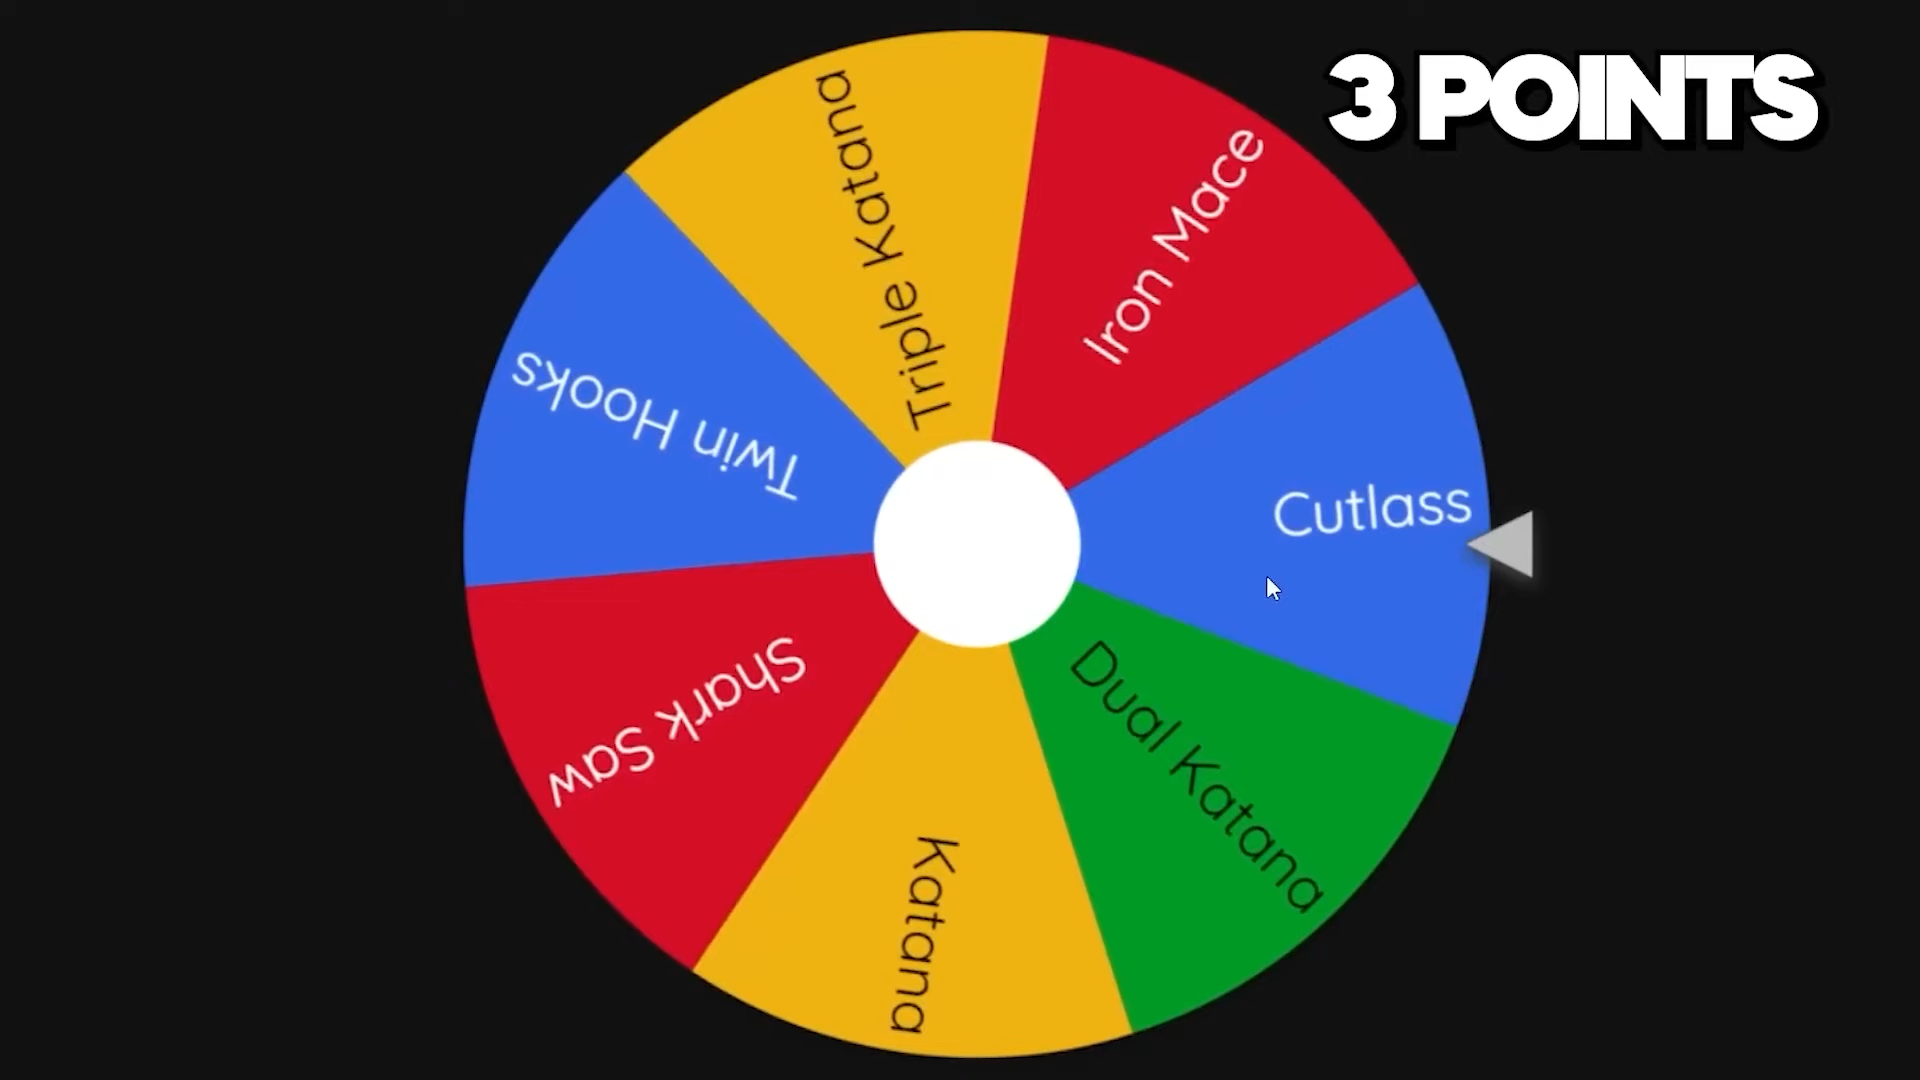 3 POINTS
Triple Katana
Iron Mace
Twin Hooks
Cutlass
Shark Saw
Dual Katana
Katana